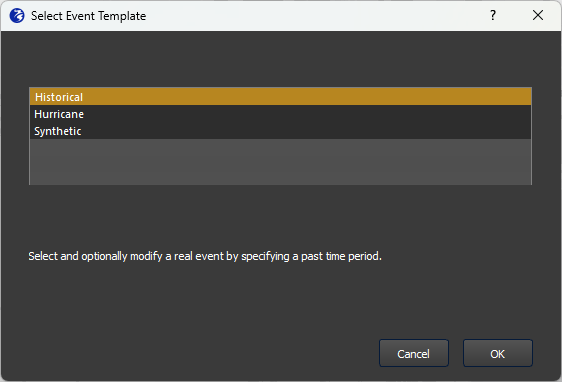 Select Event Template
?
Historical
Hurricane
Synthetic
Select and optionally modify a real event by specifying a past time period.
Cancel OK